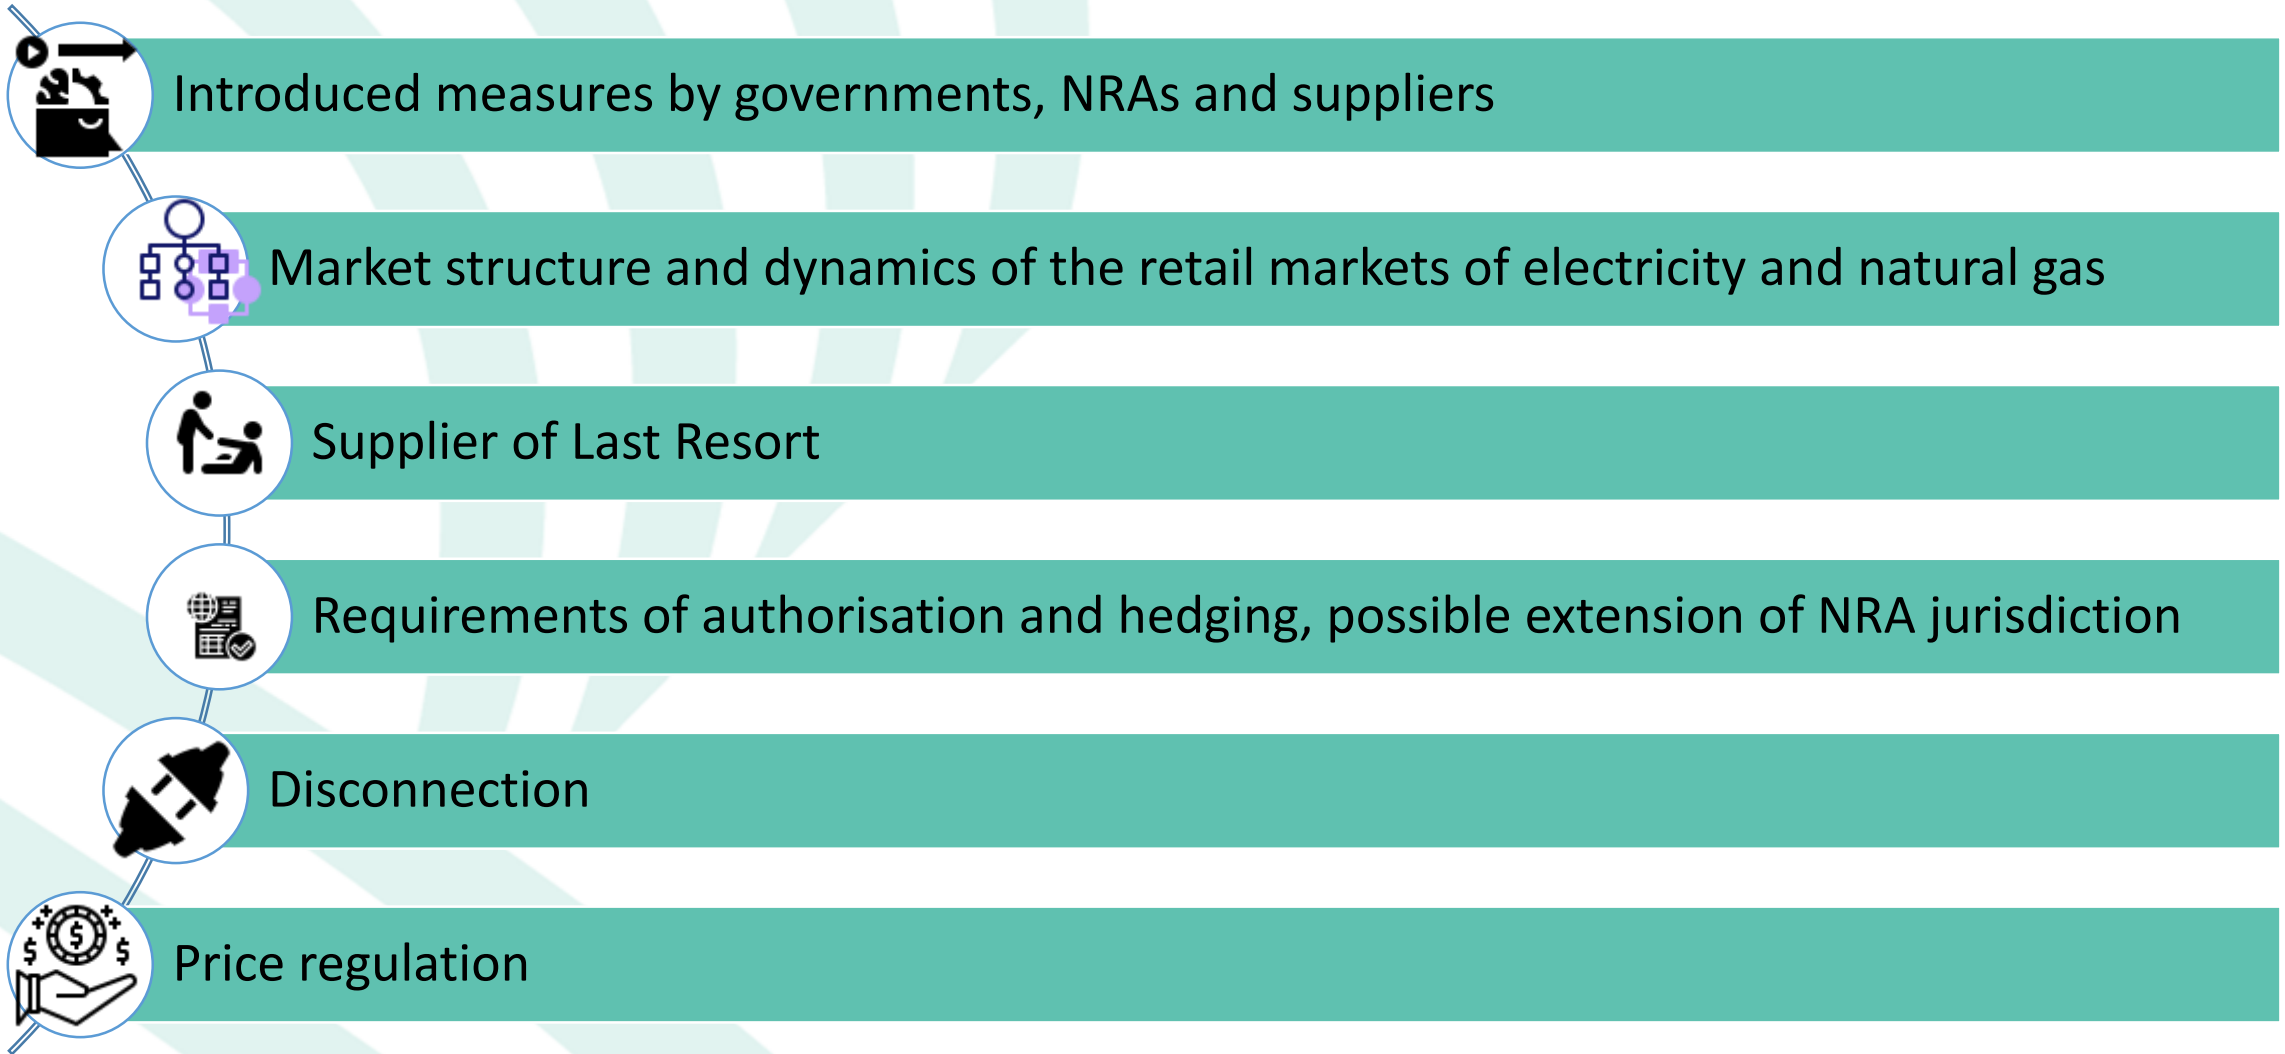 Introduced measures by governments, NRAs and suppliers
Market structure and dynamics of the retail markets of electricity and natural gas
Supplier of Last Resort
Requirements of authorisation and hedging, possible extension of NRA jurisdiction
Disconnection
Price regulation